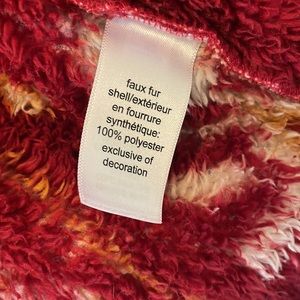 faux fur
shell/extérieur
en fourrure
synthétique:
100% polyester
exclusive of
decoration